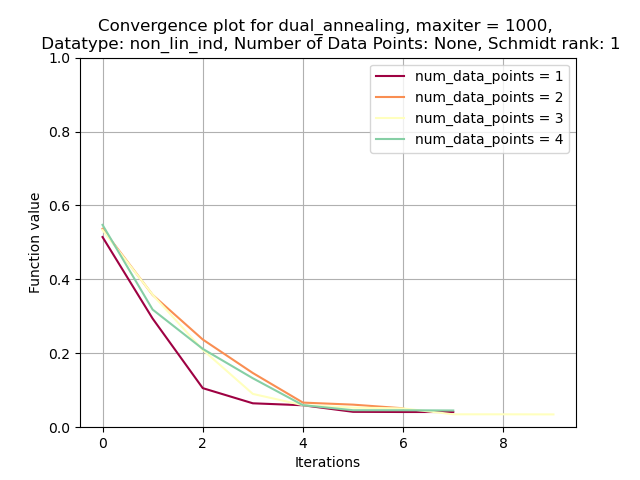 Convergence plot for dual_annealing, maxiter = 1000,
Datatype: non_lin_ind, Number of Data Points: None, Schmidt rank: 1
num_data_points = 1
num_data_points = 2
num_data_points = 3
num_data_points = 4
Function value
1.0
0.8
0.6
0.4
0.2
0.0
0 2 4 6 8
Iterations